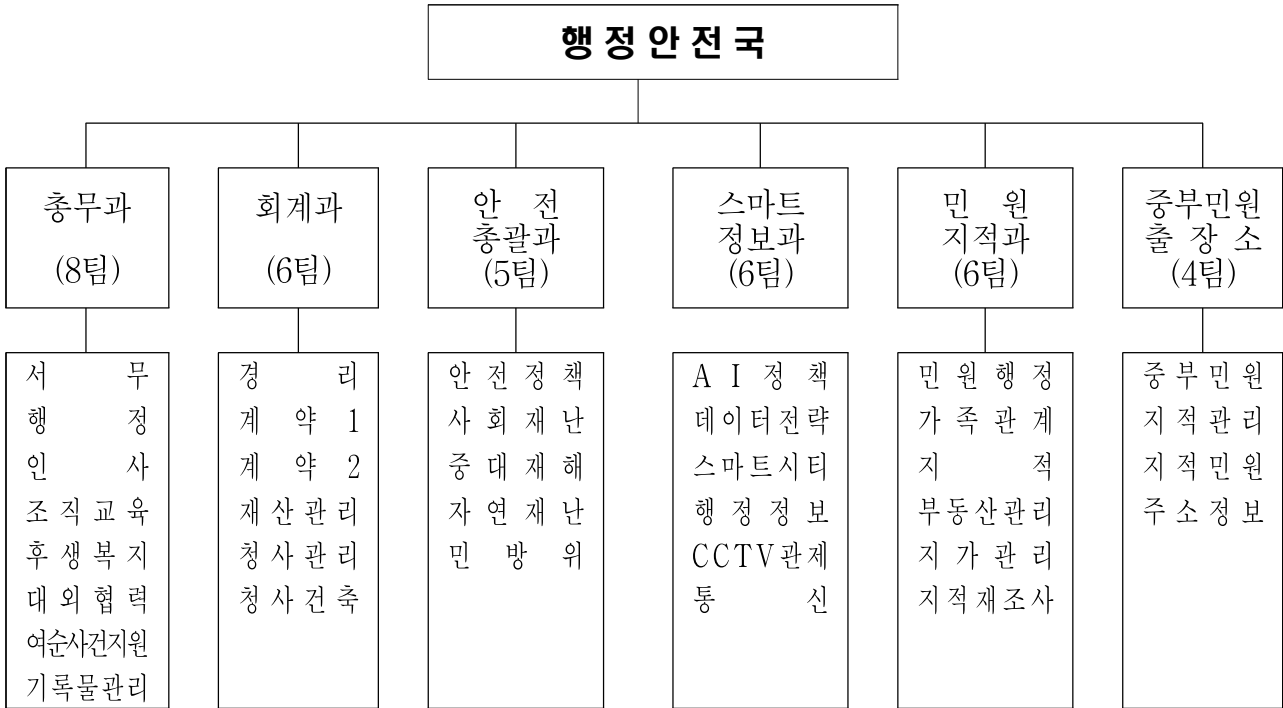 행정안전국
총무과
(8팀)
회계과
(6팀)
안 전
총괄과
(5팀)
스마트
정보과
(6팀)
민 원
지적과
(6팀)
중부민원
출 장 소
(4팀)
서 무
행 정
인 사
조직교육
후생복지
대외협력
여순사건지원
기록물관리
경 리
계 약 1
계 약 2
재산관리
청사관리
청사건축
안전정책
사회재난
중대재해
자연재난
민 방 위
AI정책
데이터전략
스마트시티
행정정보
CCTV관제
통 신
민원행정
가족관계
지 적
부동산관리
지가관리
지적재조사
중부민원
지적관리
지적민원
주소정보